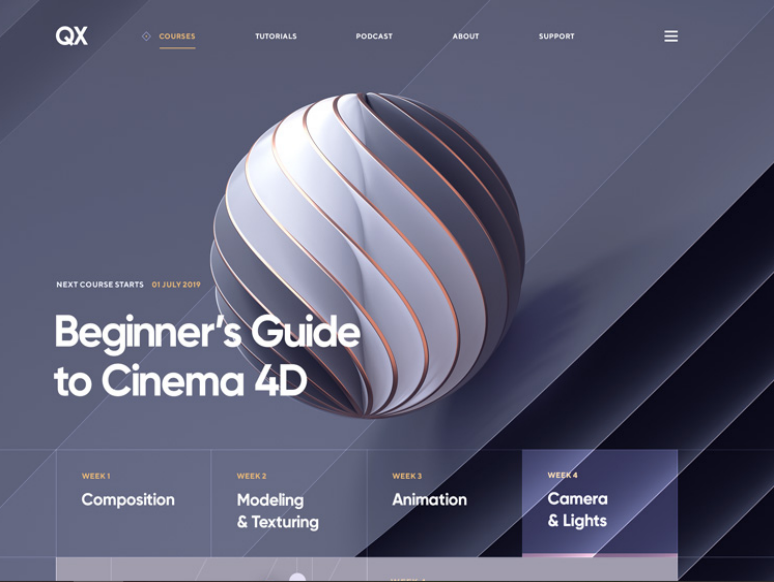 QX
COURSES
TUTORIALS
PODCAST
ABOUT
SUPPORT
NEXT COURSE STARTS 01 JULY 2019
Beginner’s Guide
to Cinema 4D
WEEK 1
Composition
WEEK 2
Modeling
& Texturing
WEEK 3
Animation
WEEK 4
Camera
& Lights